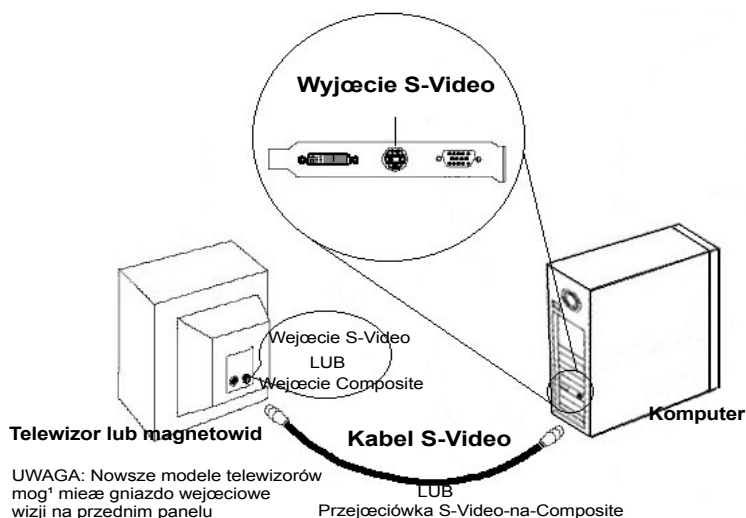 Wyjœcie S-Video
Wejœcie S-Video
LUB
Wejœcie Composite
Komputer
Telewizor lub magnetowid
Kabel S-Video
UWAGA: Nowsze modele telewizorów
mog¹ mieæ gniazdo wejœciowe
wizji na przednim panelu
LUB
Przejœciówka S-Video-na-Composite